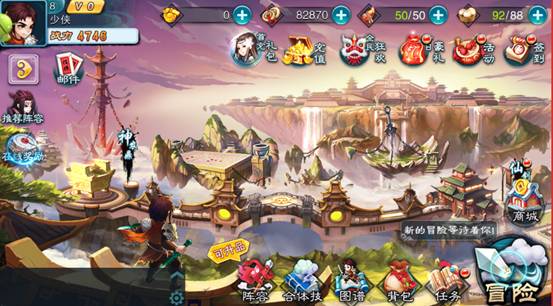 8
V0
少侠
战力 4746
0
82870
50/50
92/88
首充礼包
充值
全民狂欢
豪礼
活动
签到
3
邮件
推荐阵容
在线奖励
神
仙
商城
新的冒险等待着你!
可升品
阵容
合体技
图谱
背包
任务
冒险